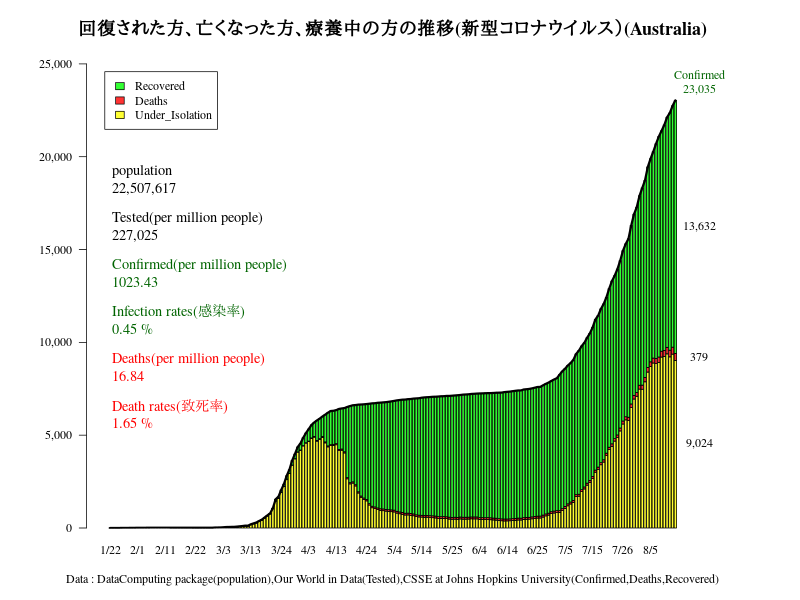 回復された方、亡くなった方、療養中の方の推移(新型コロナウイルス）(Australia)
Confirmed
23,035
25,000
20,000
15,000
10,000
5,000
0
Recovered
Deaths
Under_Isolation
population
22,507,617
Tested(per million people)
227,025
Confirmed(per million people)
1023.43
Infection rates(感染率)
0.45 %
Deaths(per million people)
16.84
Death rates(致死率)
1.65 %
13,632
379
9,024
1/22 2/1 2/11 2/22 3/3 3/13 3/24 4/3 4/13 4/24 5/4 5/14 5/25 6/4 6/14 6/25 7/5 7/15 7/26 8/5
Data : DataComputing package(population),Our World in Data(Tested),CSSE at Johns Hopkins University(Confirmed,Deaths,Recovered)